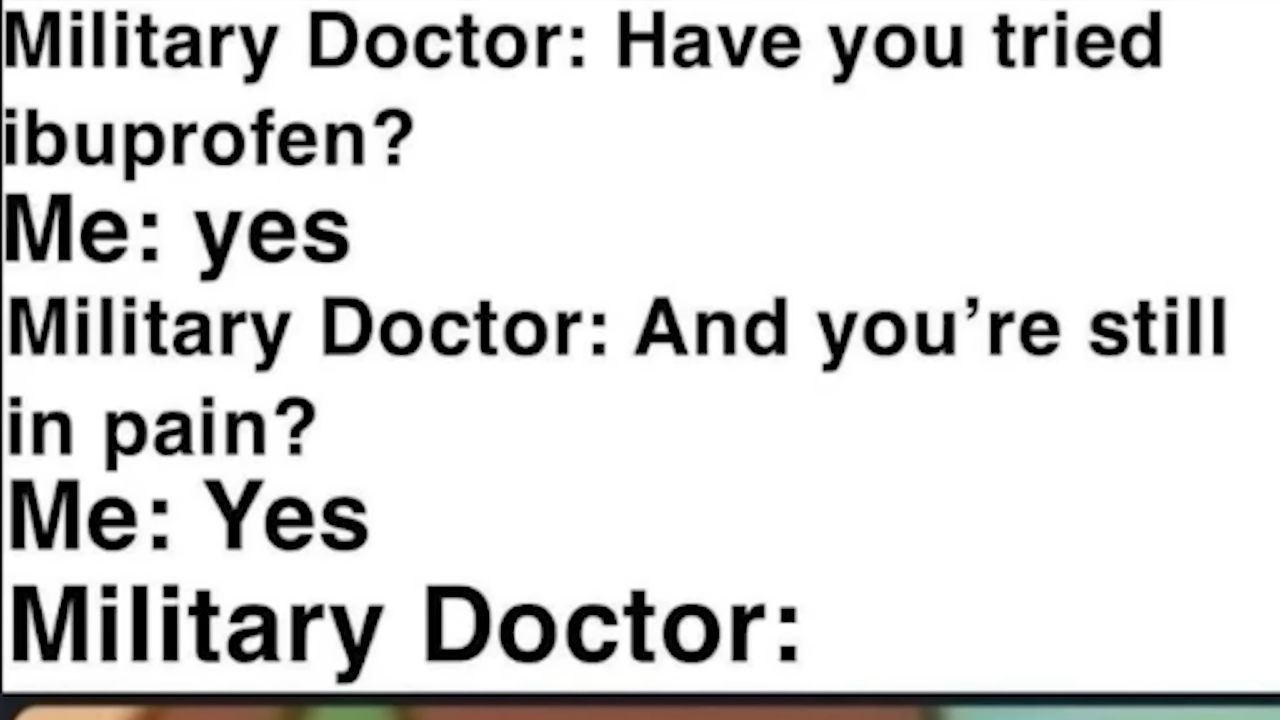 Military Doctor: Have you tried
ibuprofen?
Me: yes
Military Doctor: And you’re still
in pain?
Me: Yes
Military Doctor: